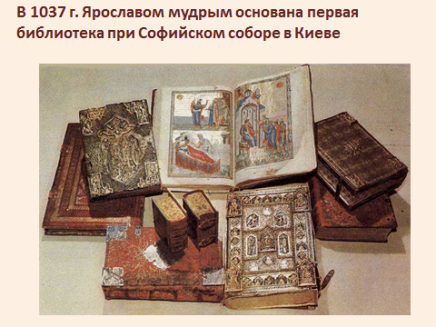 В 1037 г. Ярославом мудрым основана первая
библиотека при Софийском соборе в Киеве